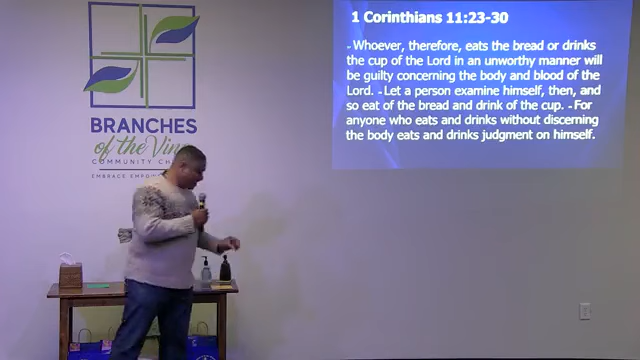 BRANCHES
of the Vine
COMMUNITY CH
1 Corinthians 11:23-30
Whoever, therefore, eats the bread or drinks
the cup of the Lord in an unworthy manner will
be guilty concerning the body and blood of the
Lord. Let a person examine himself, then, and
so eat of the bread and drink of the cup. For
anyone who eats and drinks without discerning
the body eats and drinks judgment on himself.